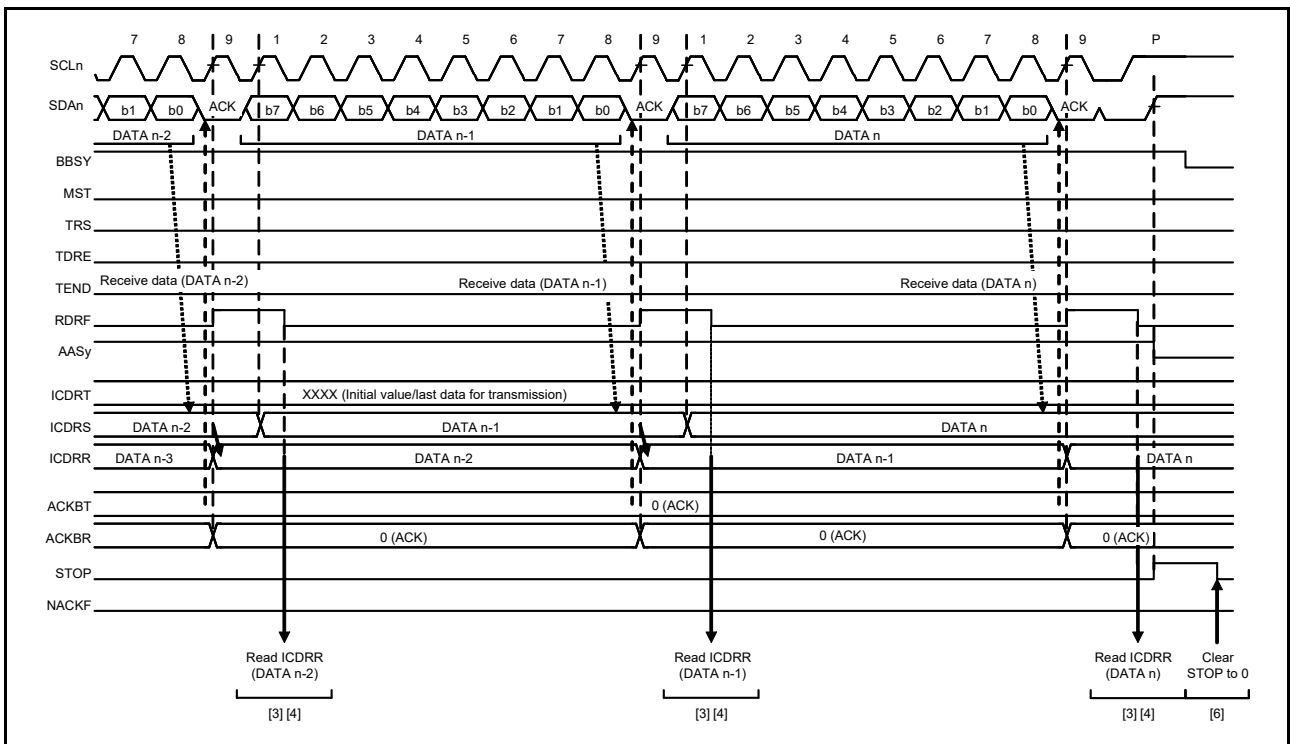 7 8 9 1 2 3 4 5 6 7 8 9 1 2 3 4 5 6 7 8 9 P
SCLn
SDAn b1 b0 ACK b7 b6 b5 b4 b3 b2 b1 b0 ACK b7 b6 b5 b4 b3 b2 b1 b0 ACK
DATA n-2 DATA n-1 DATA n
BBSY
MST
TRS
TDRE
Receive data (DATA n-2) Receive data (DATA n-1) Receive data (DATA n)
TEND
RDRF
AASy
ICDRT XXXX (Initial value/last data for transmission)
ICDRS DATA n-2 DATA n-1 DATA n
ICDRR DATA n-3 DATA n-2 DATA n-1 DATA n
ACKBT 0 (ACK)
ACKBR 0 (ACK) 0 (ACK) 0 (ACK)
STOP
NACKF
Read ICDRR Read ICDRR Read ICDRR Clear
(DATA n-2) (DATA n-1) (DATA n) STOP to 0
[3] [4] [3] [4] [3] [4] [6]